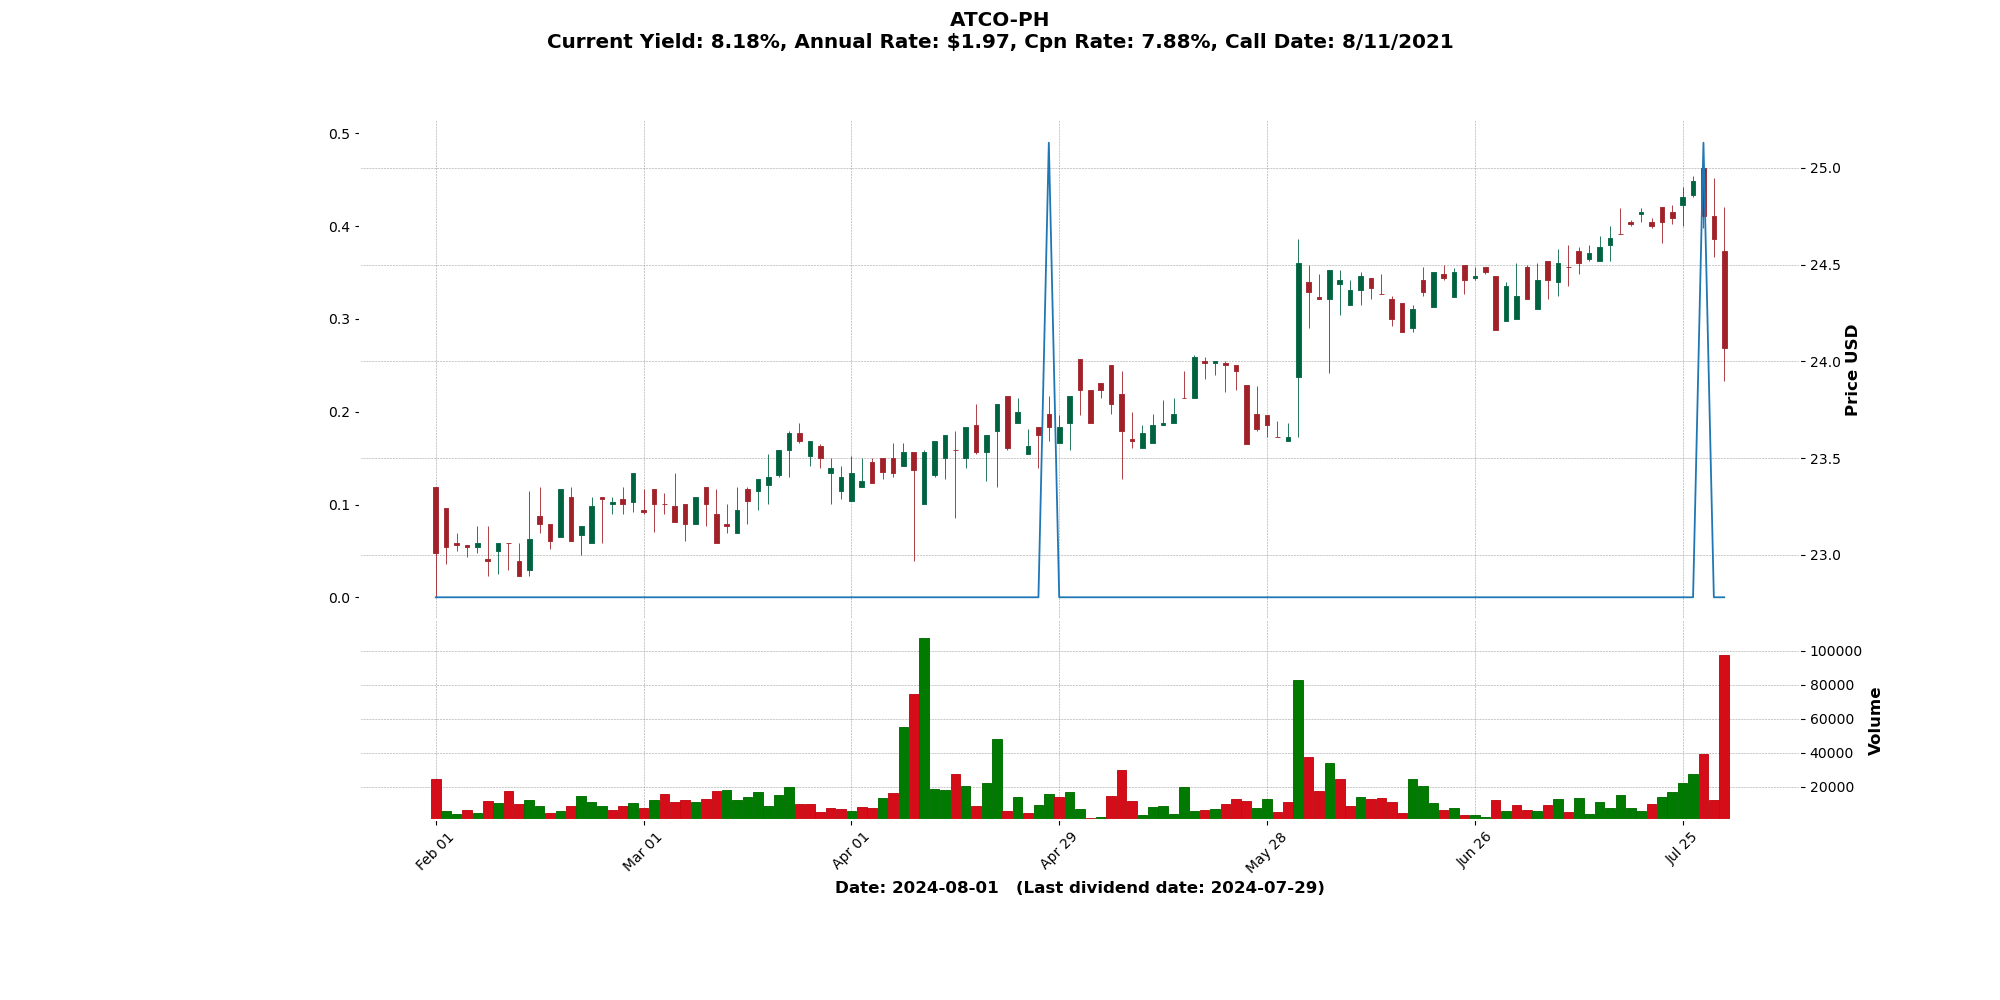 ATCO-PH
Current Yield: 8.18%, Annual Rate: $1.97, Cpn Rate: 7.88%, Call Date: 8/11/2021
0.5
0.4
0.3
0.2
0.1
0.0
25.0
24.5
24.0
23.5
23.0
Price USD
100000
80000
60000
40000
20000
Volume
Feb 01
Mar 01
Apr 01
Apr 29
May 28
Jun 26
Jul 25
Date: 2024-08-01 (Last dividend date: 2024-07-29)